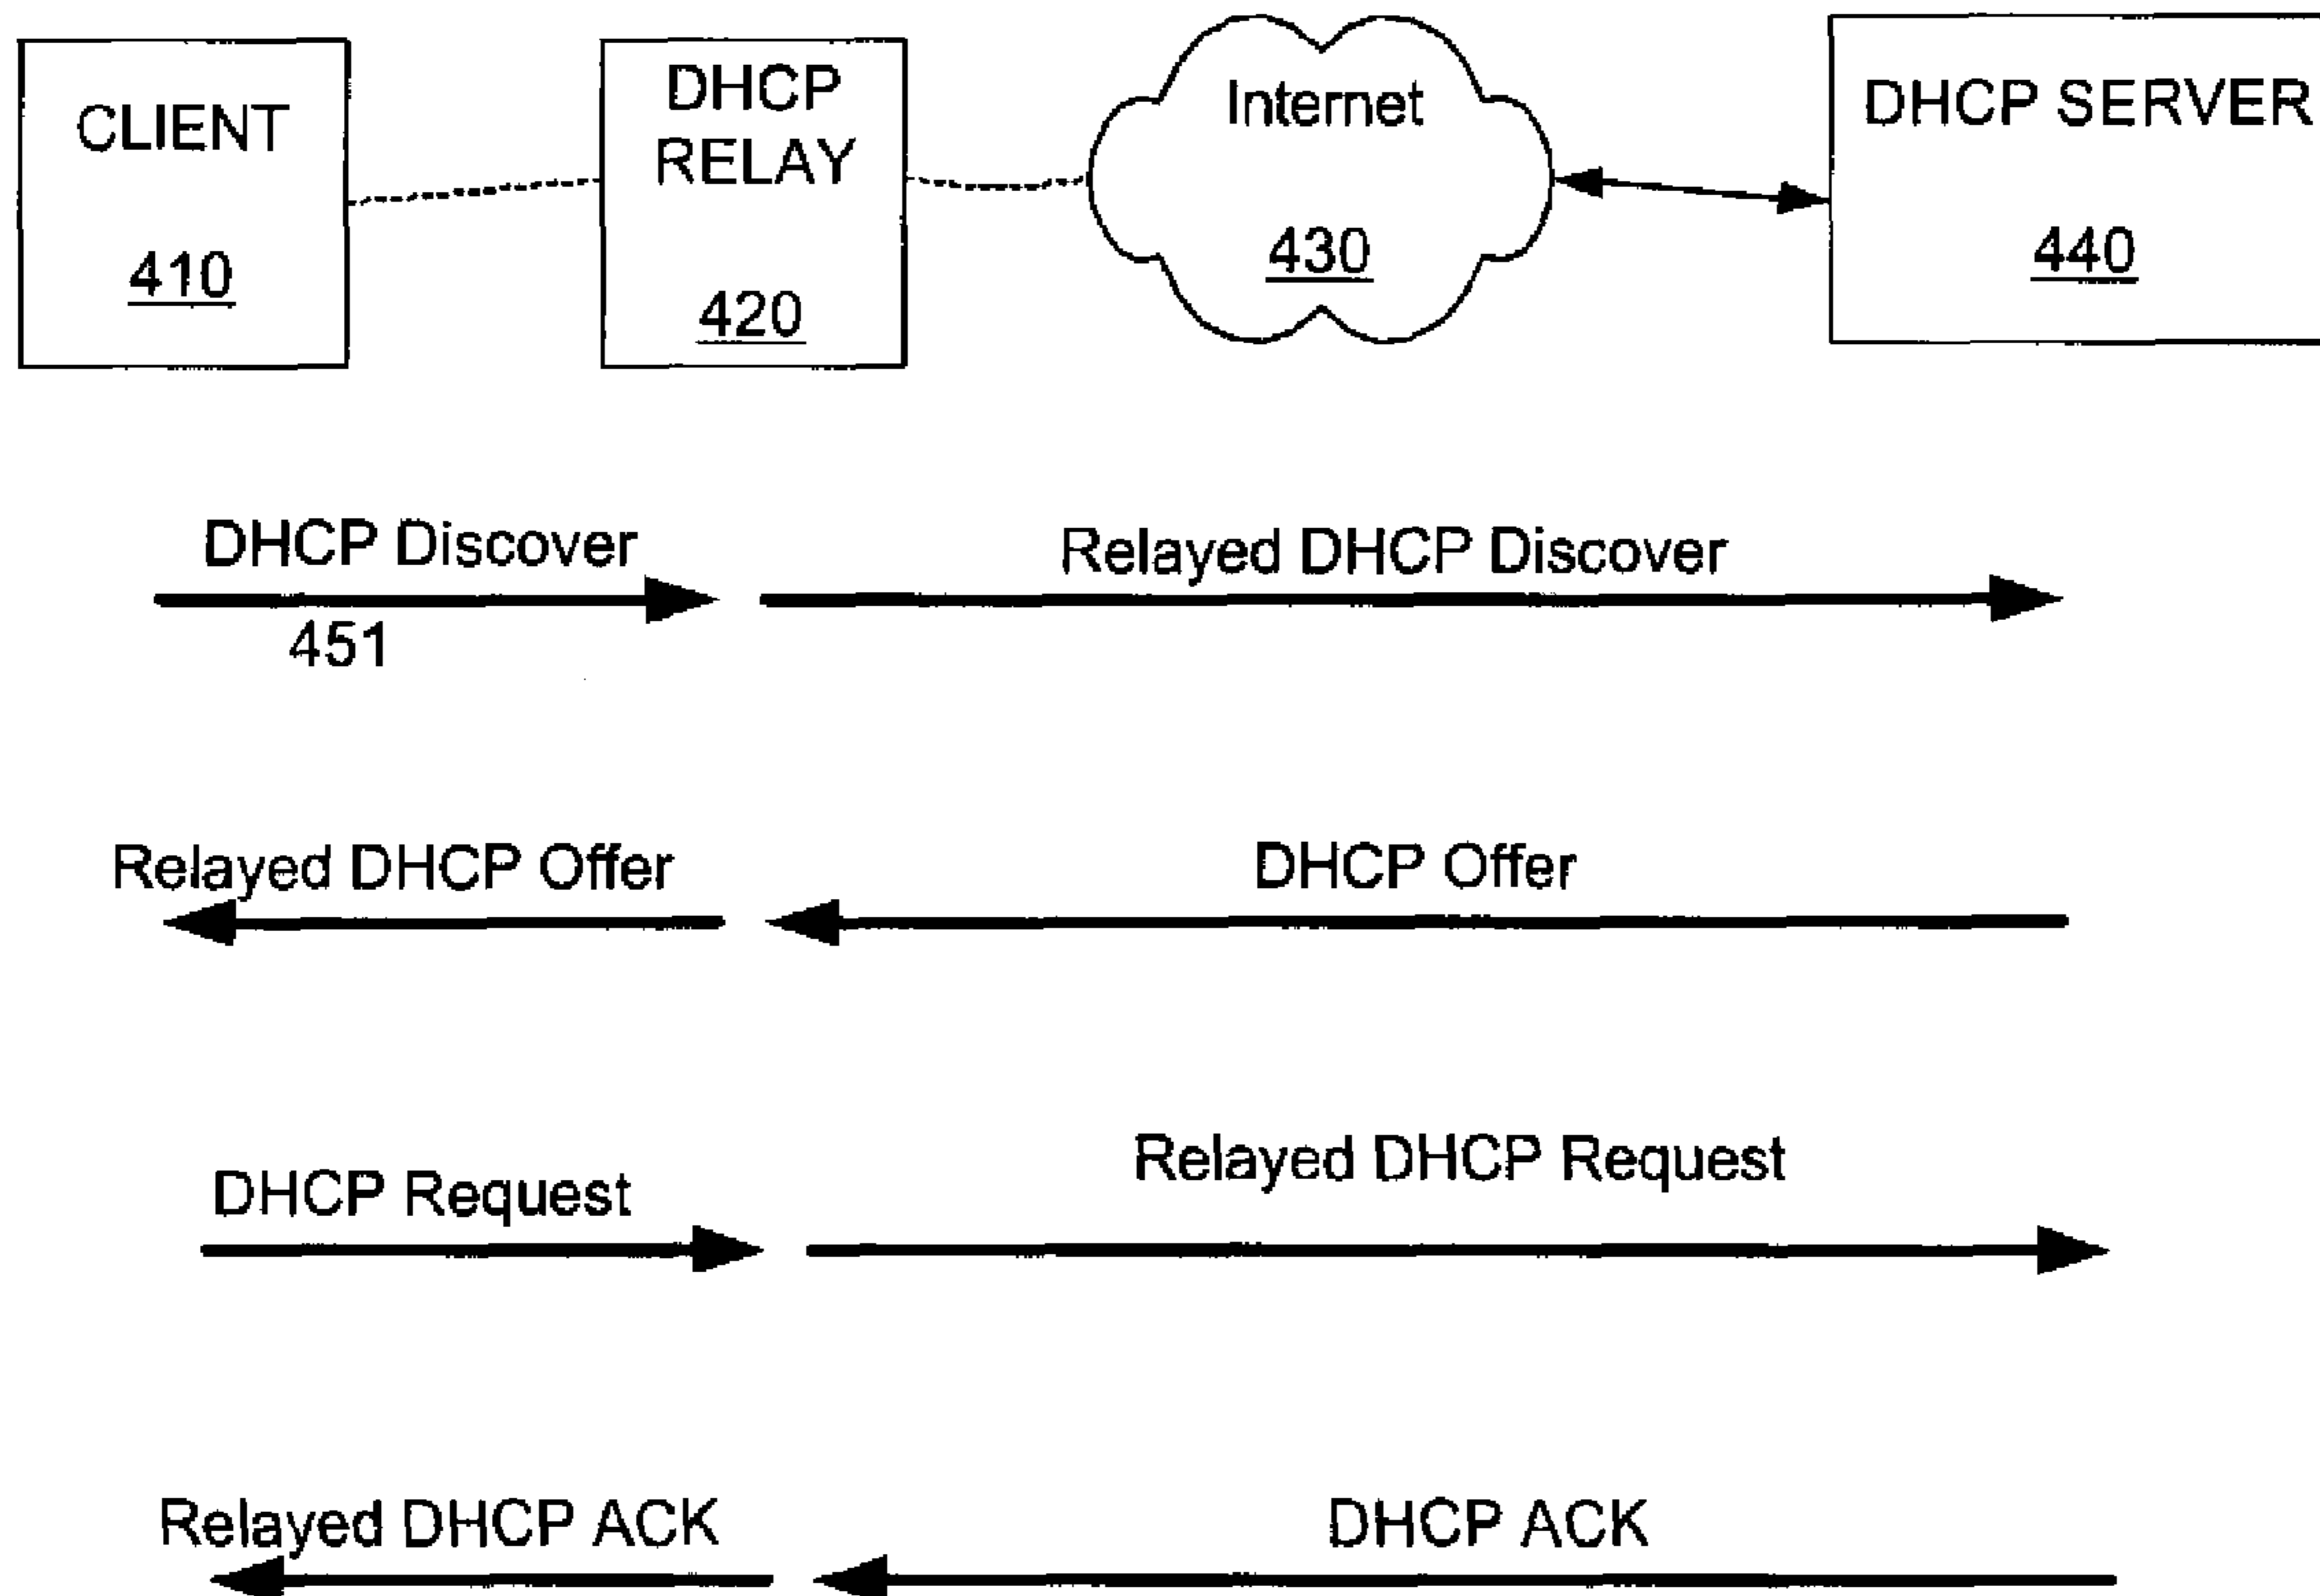 CLIENT
410
DHCP
RELAY
420
Internet
430
DHCP SERVER
440
DHCP Discover
451
Relayed DHCP Discover
Relayed DHCP Offer
DHCP Offer
DHCP Request
Relayed DHCP Request
Relayed DHCP ACK
DHCP ACK